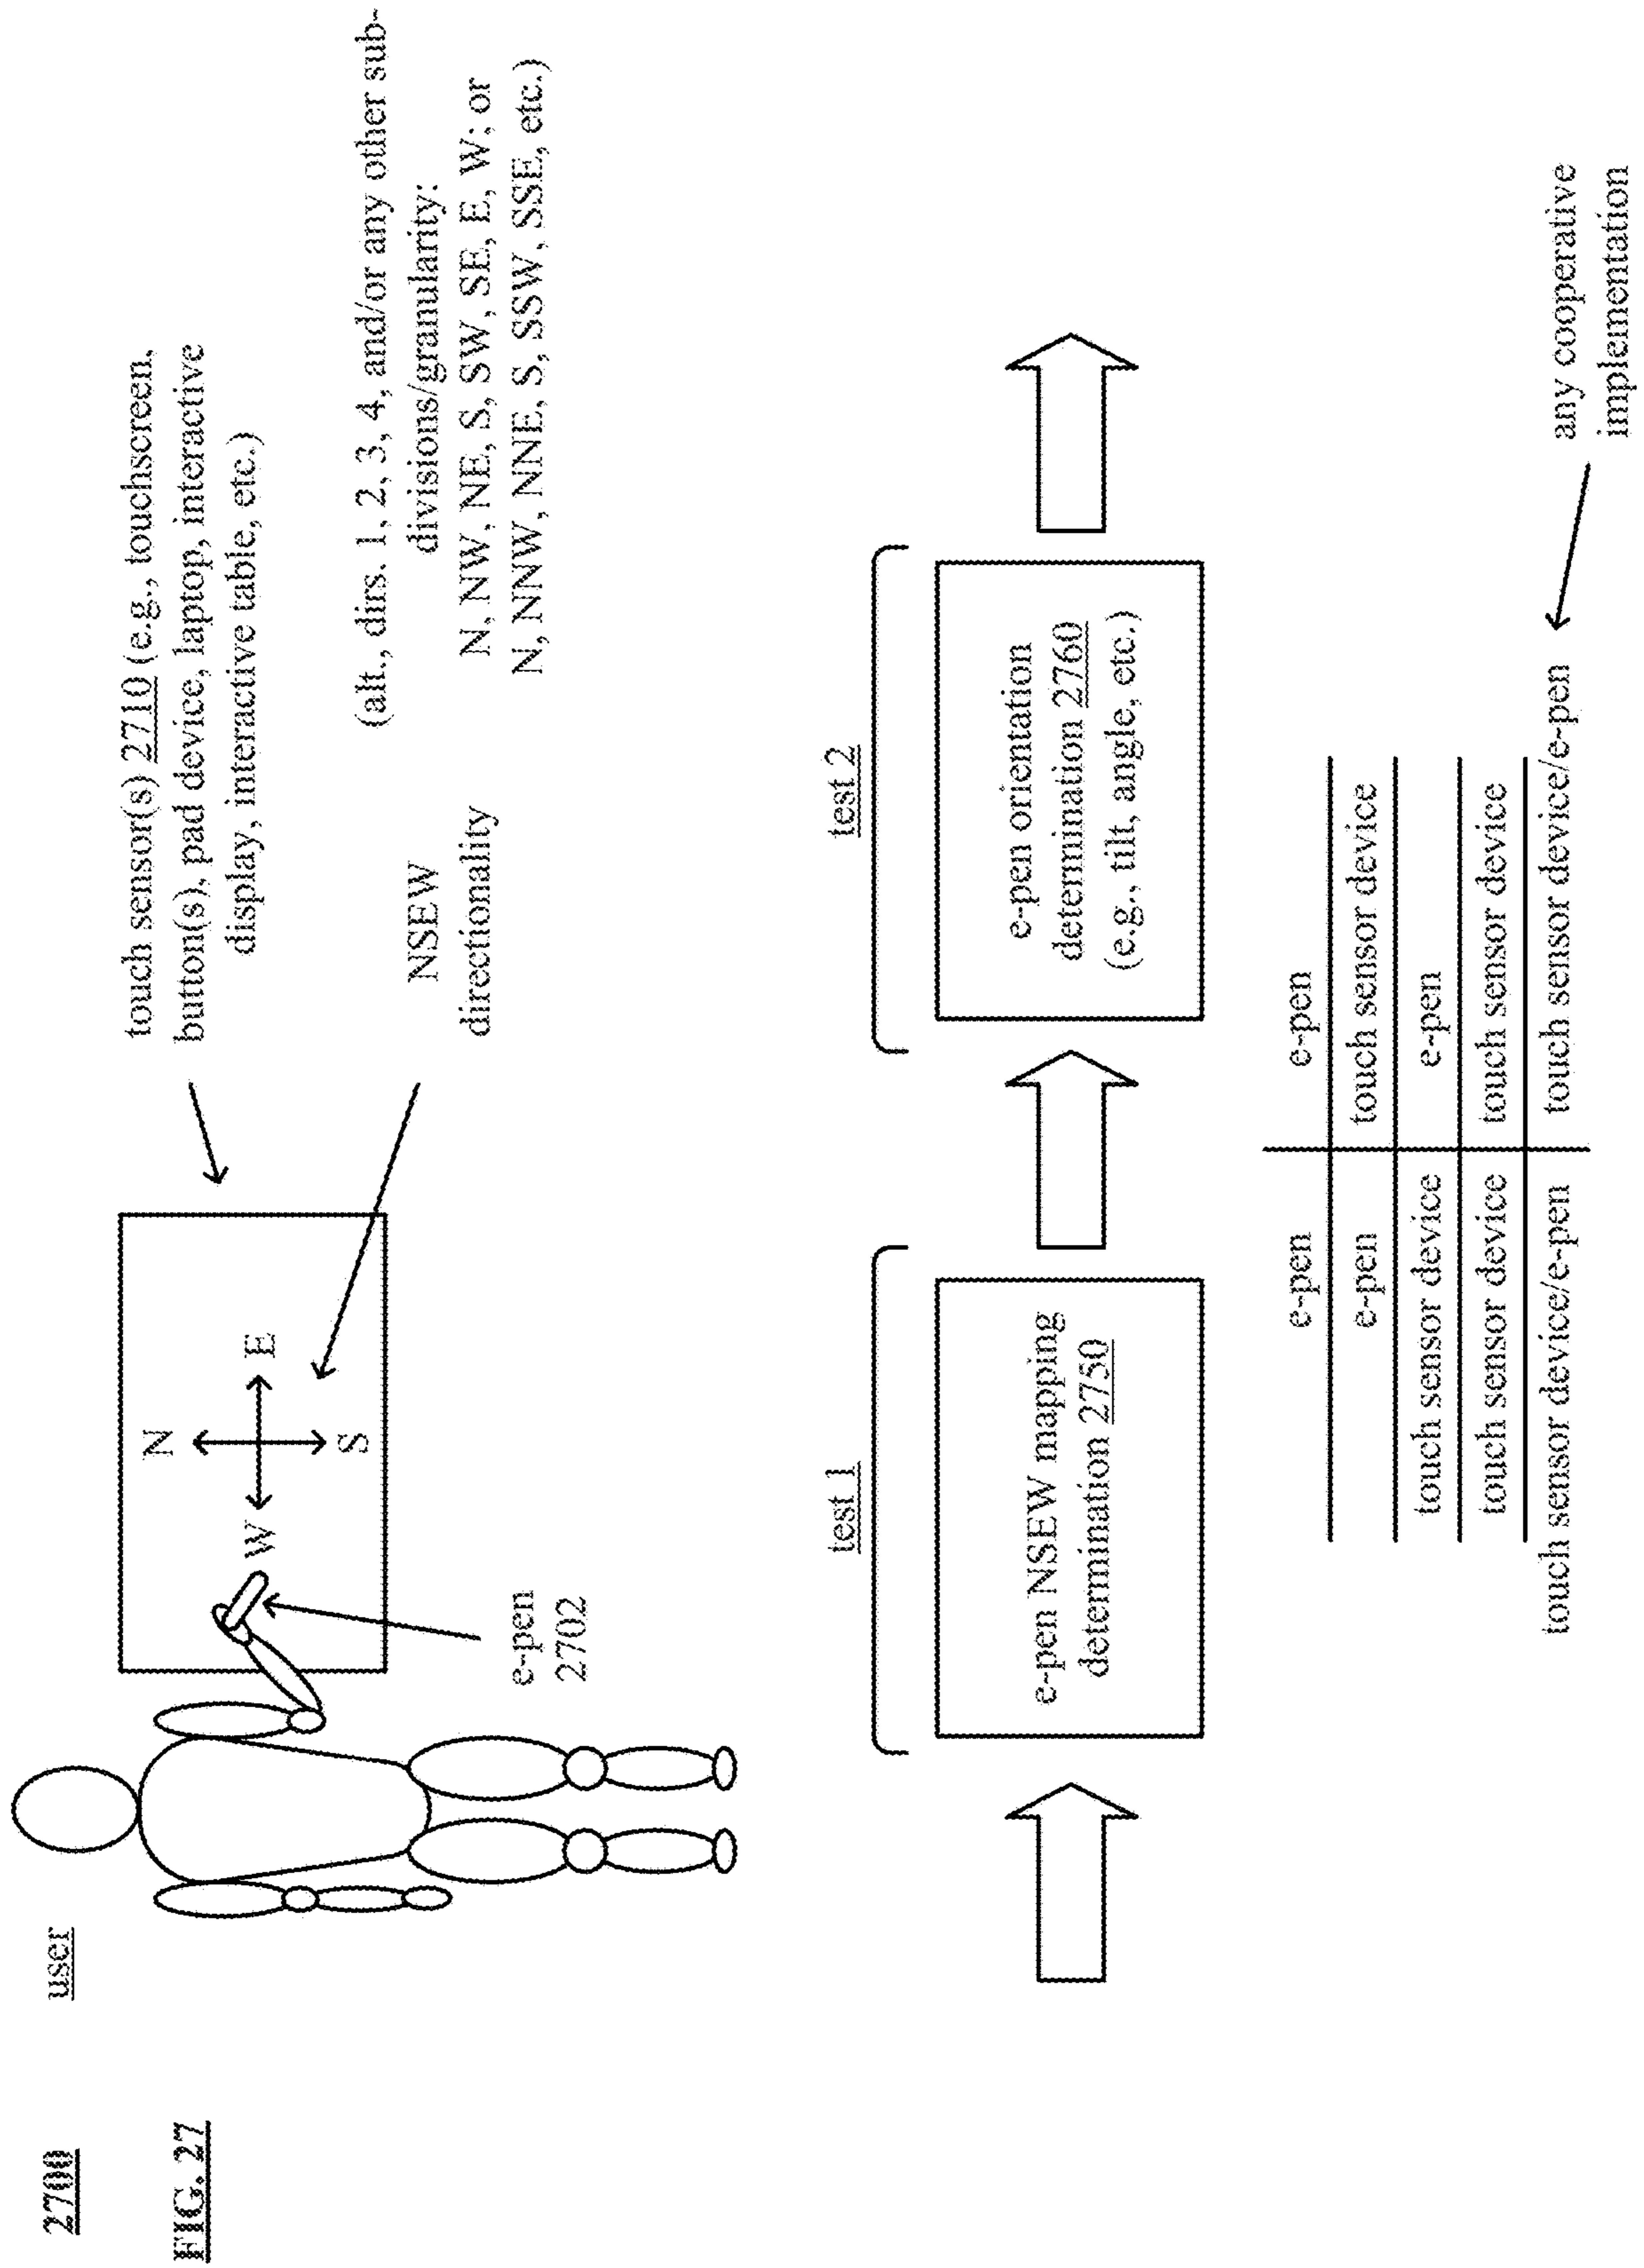 2700
FIG. 27
user
e-pen
2702
N
W
E
S
touch sensor(s) 2710 (e.g., touchscreen,
button(s), pad device, laptop, interactive
display, interactive table, etc.)
NSEW
directionality
(alt., dirs. 1, 2, 3, 4, and/or any other sub-
divisions/granularity:
N, NW, NE, S, SW, SE, E, W; or
N, NNW, NNE, S, SSW, SSE, etc.)
test 1
e-pen NSEW mapping
determination 2750
test 2
e-pen orientation
determination 2760
(e.g., tilt, angle, etc.)
e-pen e-pen
e-pen touch sensor device
touch sensor device e-pen
touch sensor device touch sensor device
touch sensor device/e-pen touch sensor device/e-pen
any cooperative
implementation